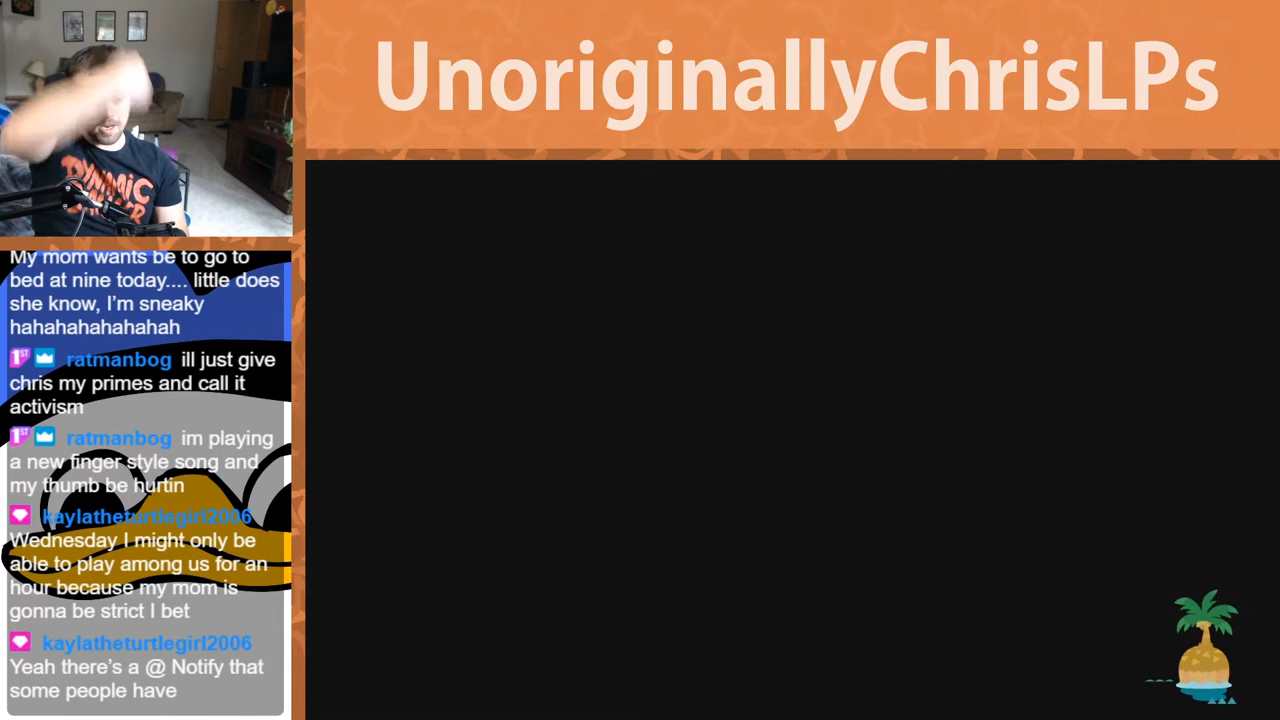 UnoriginallyChrisLPs
My mom wants be to go to
bed at nine today.... little does
she know, I'm sneaky
hahahahahahahah
1ST ratmanbog ill just give
chris my primes and call it
activism
1ST ratmanbog im playing
a new finger style song and
my thumb be hurtin
kaylatheturtlegirl2006
Wednesday I might only be
able to play among us for an
hour because my mom is
gonna be strict I bet
kaylatheturtlegirl2006
Yeah there's a @ Notify that
some people have